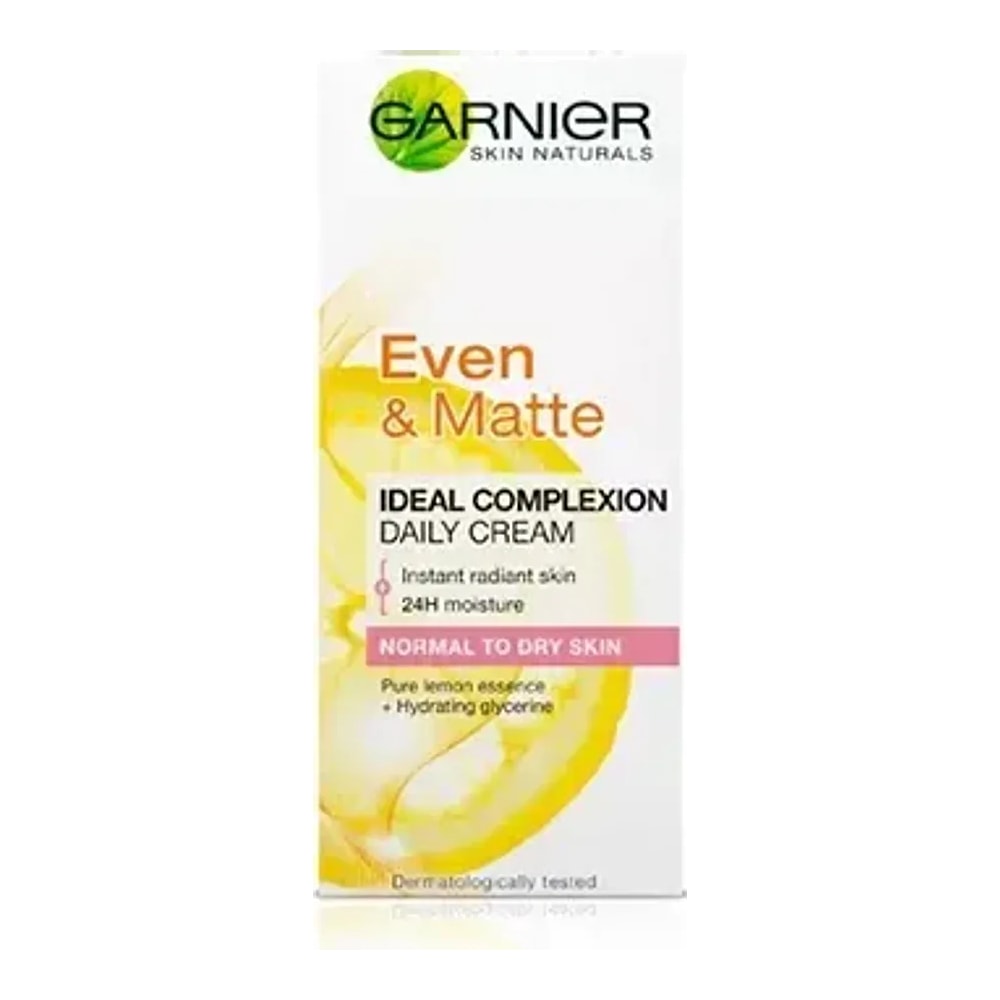 GARNIER
SKIN NATURALS
Even
& Matte
IDEAL COMPLEXION
DAILY CREAM
Instant radiant skin
24H moisture
NORMAL TO DRY SKIN
Pure lemon essence
+ Hydrating glycerine
Dermatologically tested